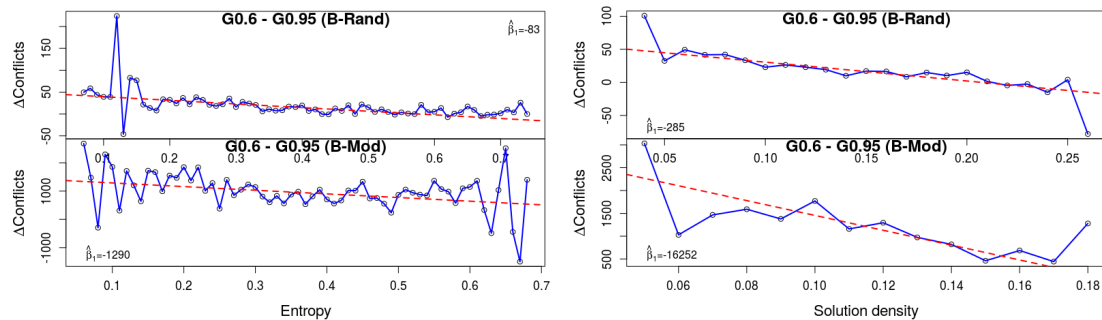 G0.6 - G0.95 (B-Rand)
β̂1=-83
ΔConflicts
-50 50 150
0.1 0.2 0.3 0.4 0.5 0.6 0.7
G0.6 - G0.95 (B-Mod)
β̂1=-1290
ΔConflicts
-1000 1000
0.1 0.2 0.3 0.4 0.5 0.6 0.7
Entropy
G0.6 - G0.95 (B-Rand)
β̂1=-285
ΔConflicts
-50 0 50 100
0.05 0.10 0.15 0.20 0.25
G0.6 - G0.95 (B-Mod)
β̂1=-16252
ΔConflicts
500 1500 2500
0.06 0.08 0.10 0.12 0.14 0.16 0.18
Solution density